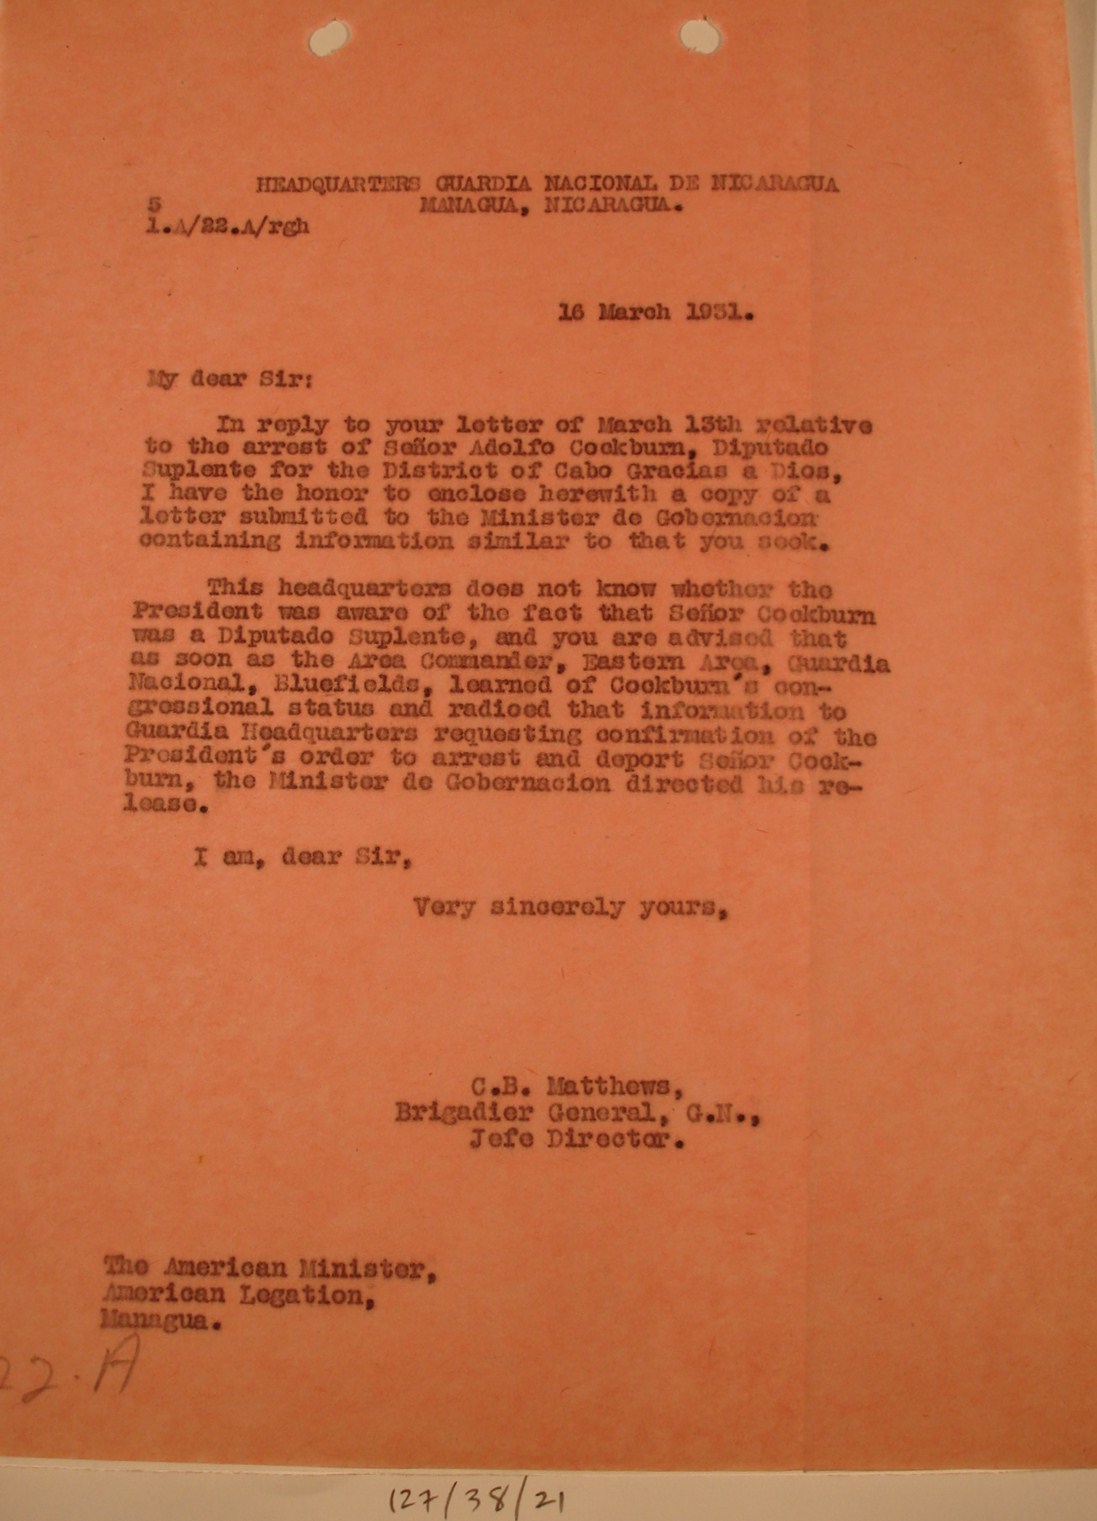 HEADQUARTERS GUARDIA NACIONAL DE NICARAGUA
MANAGUA, NICARAGUA.
5
1.A/22.A/rgh
16 March 1931.
My dear Sir:
In reply to your letter of March 13th relative
to the arrest of Señor Adolfo Cockburn, Diputado
Suplente for the District of Cabo Gracias a Dios,
I have the honor to enclose herewith a copy of a
letter submitted to the Minister de Gobernacion
containing information similar to that you seek.
This headquarters does not know whether the
President was aware of the fact that Señor Cockburn
was a Diputado Suplente, and you are advised that
as soon as the Area Commander, Eastern Area, Guardia
Nacional, Bluefields, learned of Cockburn's con-
gressional status and radioed that information to
Guardia Headquarters requesting confirmation of the
President's order to arrest and deport Señor Cock-
burn, the Minister de Gobernacion directed his re-
lease.
I am, dear Sir,
Very sincerely yours,
C.B. Matthews,
Brigadier General, G.N.,
Jefe Director.
The American Minister,
American Legation,
Managua.
22.A
127/38/21